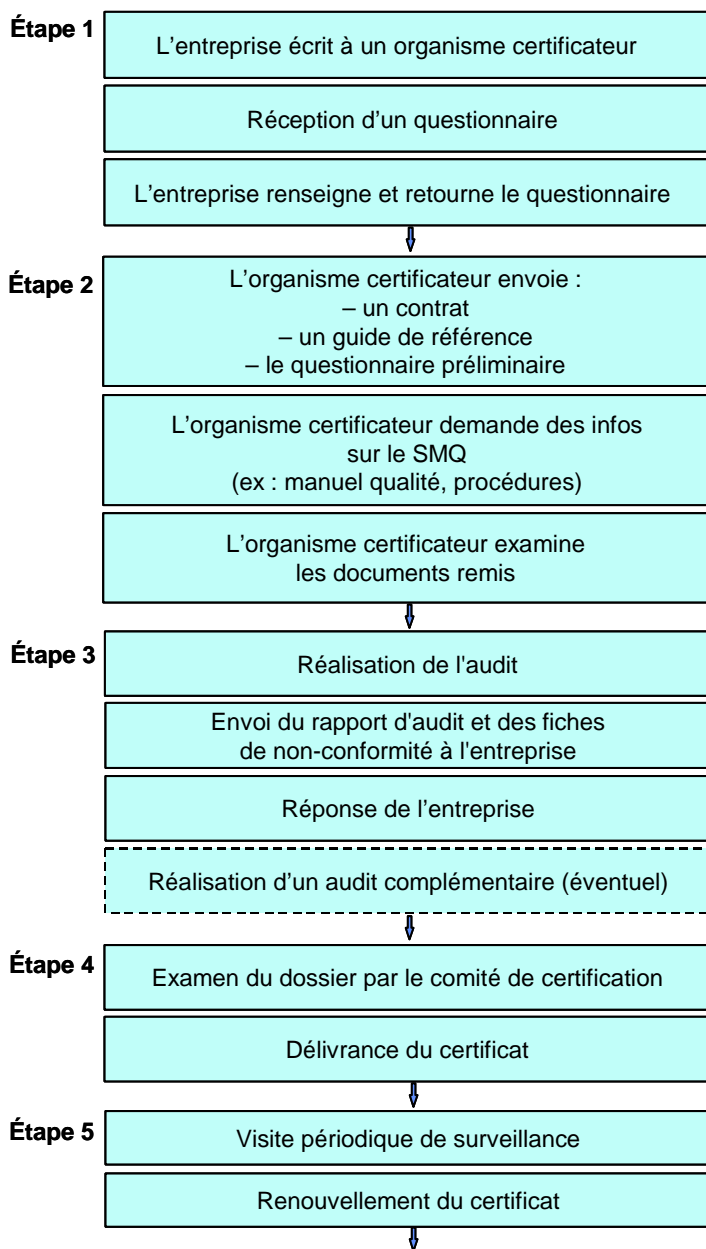 Étape 1
L’entreprise écrit à un organisme certificateur
Réception d’un questionnaire
L’entreprise renseigne et retourne le questionnaire
Étape 2
L’organisme certificateur envoie :
– un contrat
– un guide de référence
– le questionnaire préliminaire
L’organisme certificateur demande des infos
sur le SMQ
(ex : manuel qualité, procédures)
L’organisme certificateur examine
les documents remis
Étape 3
Réalisation de l'audit
Envoi du rapport d'audit et des fiches
de non-conformité à l'entreprise
Réponse de l’entreprise
Réalisation d’un audit complémentaire (éventuel)
Étape 4
Examen du dossier par le comité de certification
Délivrance du certificat
Étape 5
Visite périodique de surveillance
Renouvellement du certificat